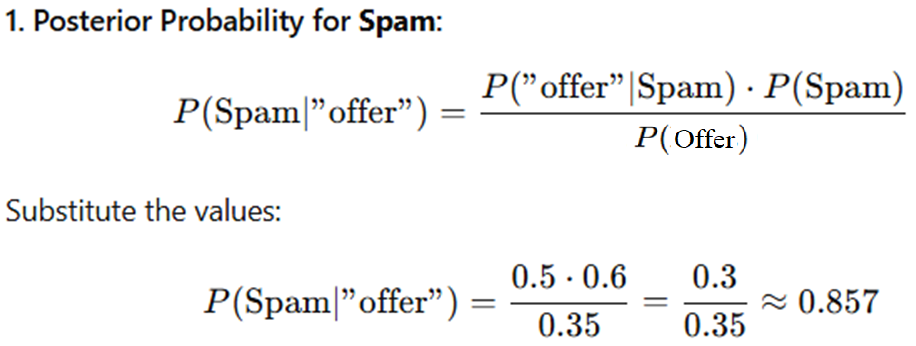 1. Posterior Probability for Spam:
P(Spam|”offer”) = P(”offer”|Spam) · P(Spam) / P(Offer)
Substitute the values:
P(Spam|”offer”) = 0.5 · 0.6 / 0.35 = 0.3 / 0.35 ≈ 0.857